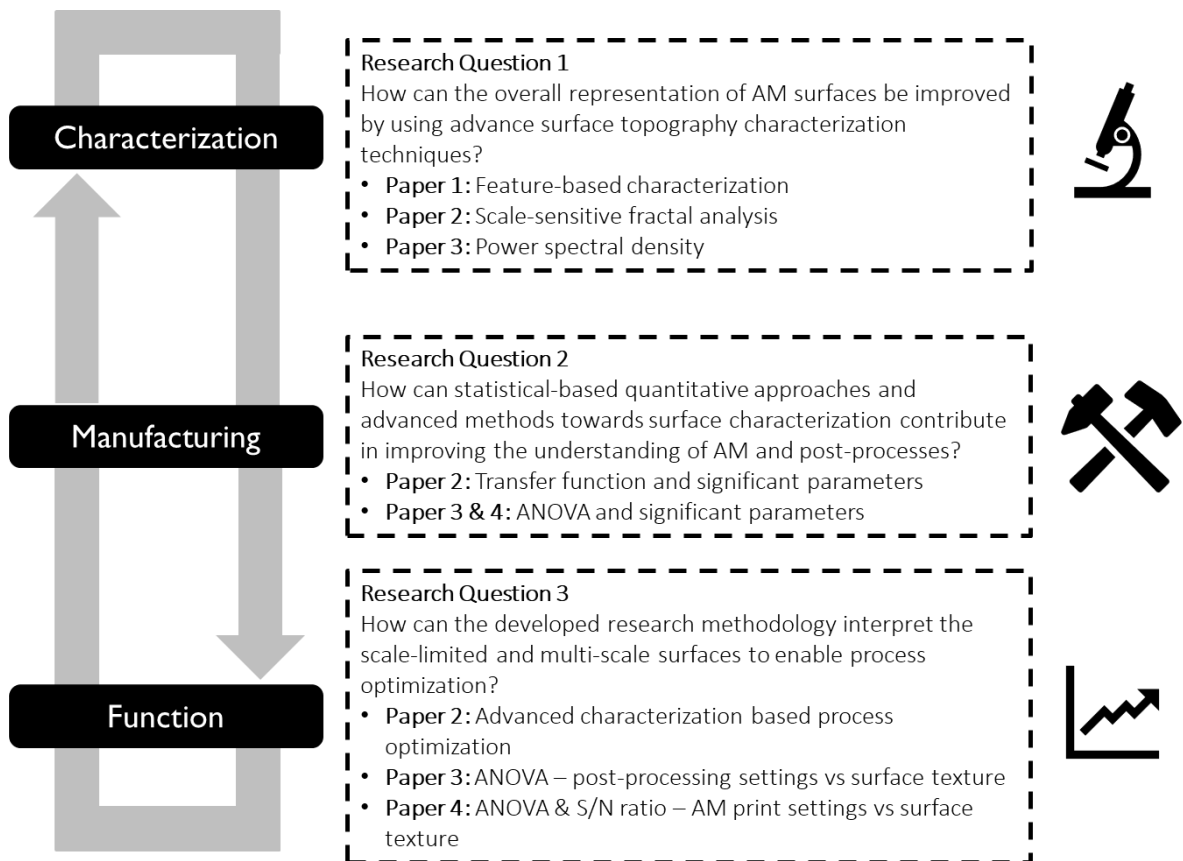 Characterization
Research Question 1
How can the overall representation of AM surfaces be improved
by using advance surface topography characterization
techniques?
• Paper 1: Feature-based characterization
• Paper 2: Scale-sensitive fractal analysis
• Paper 3: Power spectral density
Manufacturing
Research Question 2
How can statistical-based quantitative approaches and
advanced methods towards surface characterization contribute
in improving the understanding of AM and post-processes?
• Paper 2: Transfer function and significant parameters
• Paper 3 & 4: ANOVA and significant parameters
Function
Research Question 3
How can the developed research methodology interpret the
scale-limited and multi-scale surfaces to enable process
optimization?
• Paper 2: Advanced characterization based process
optimization
• Paper 3: ANOVA – post-processing settings vs surface texture
• Paper 4: ANOVA & S/N ratio – AM print settings vs surface
texture